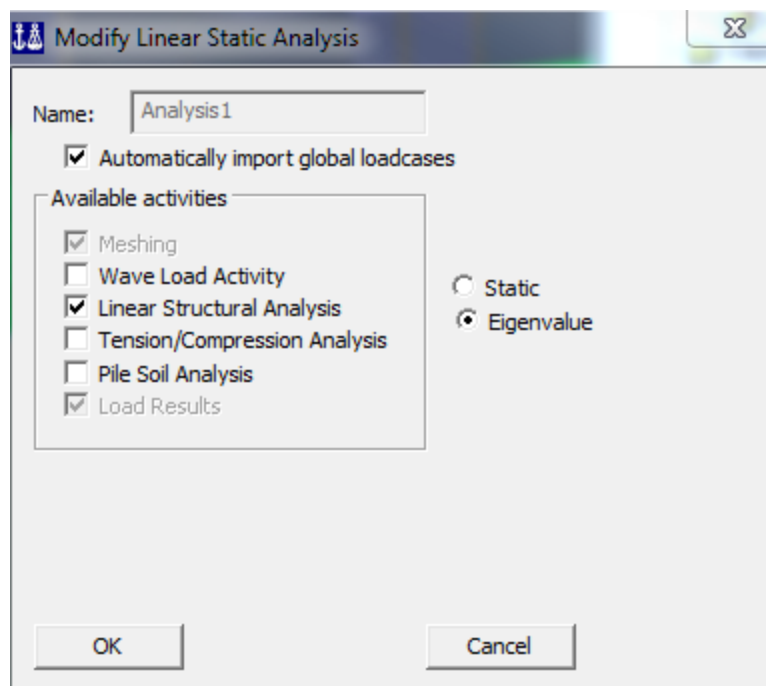 Modify Linear Static Analysis
Name: Analysis1
Automatically import global loadcases
Available activities
Meshing
Wave Load Activity
Linear Structural Analysis
Tension/Compression Analysis
Pile Soil Analysis
Load Results
Static
Eigenvalue
OK Cancel